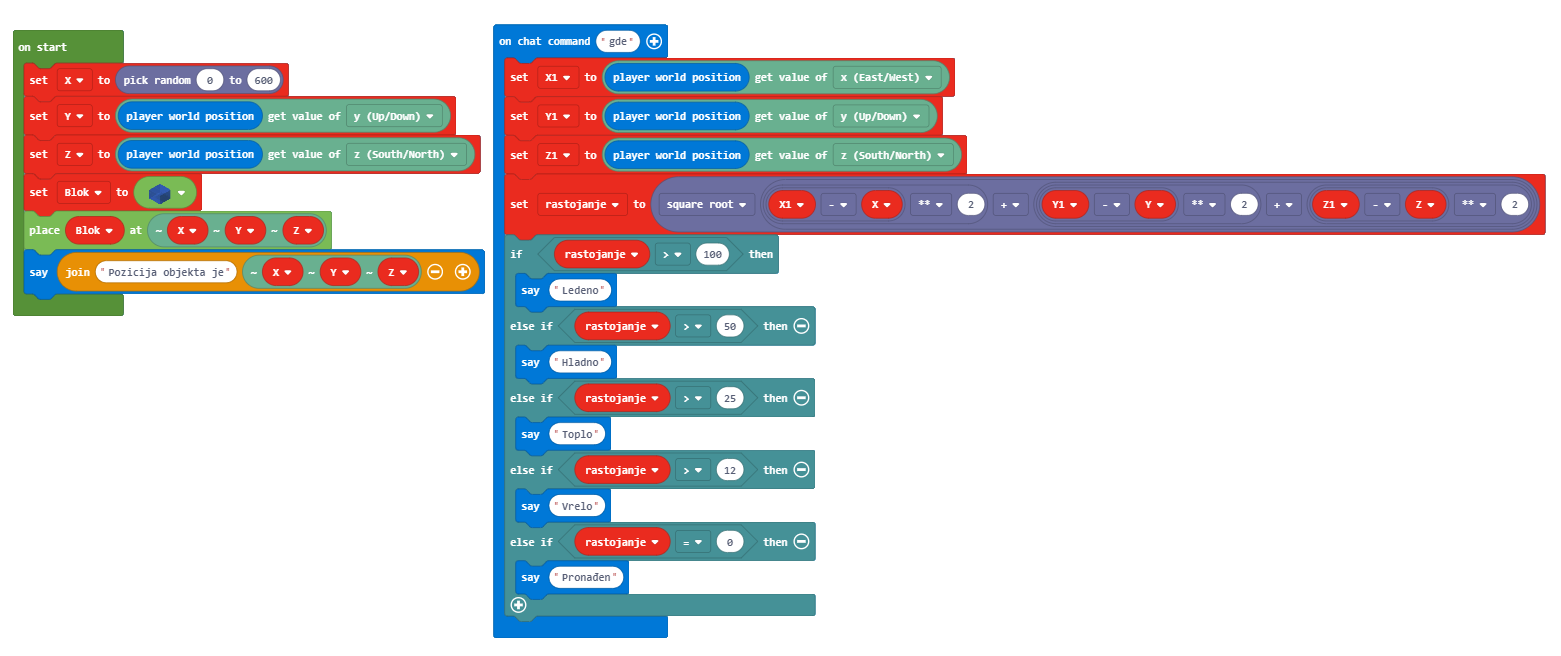 on start
set X to pick random 0 to 600
set Y to player world position get value of y (Up/Down)
set Z to player world position get value of z (South/North)
set Blok to
place Blok at ~ X ~ Y ~ Z
say join "Pozicija objekta je" ~ X ~ Y ~ Z
on chat command "gde"
set X1 to player world position get value of x (East/West)
set Y1 to player world position get value of y (Up/Down)
set Z1 to player world position get value of z (South/North)
set rastojanje to square root X1 - X ** 2 + Y1 - Y ** 2 + Z1 - Z ** 2
if rastojanje > 100 then
say "Ledeno"
else if rastojanje > 50 then
say "Hladno"
else if rastojanje > 25 then
say "Toplo"
else if rastojanje > 12 then
say "Vrelo"
else if rastojanje = 0 then
say "Pronađen"